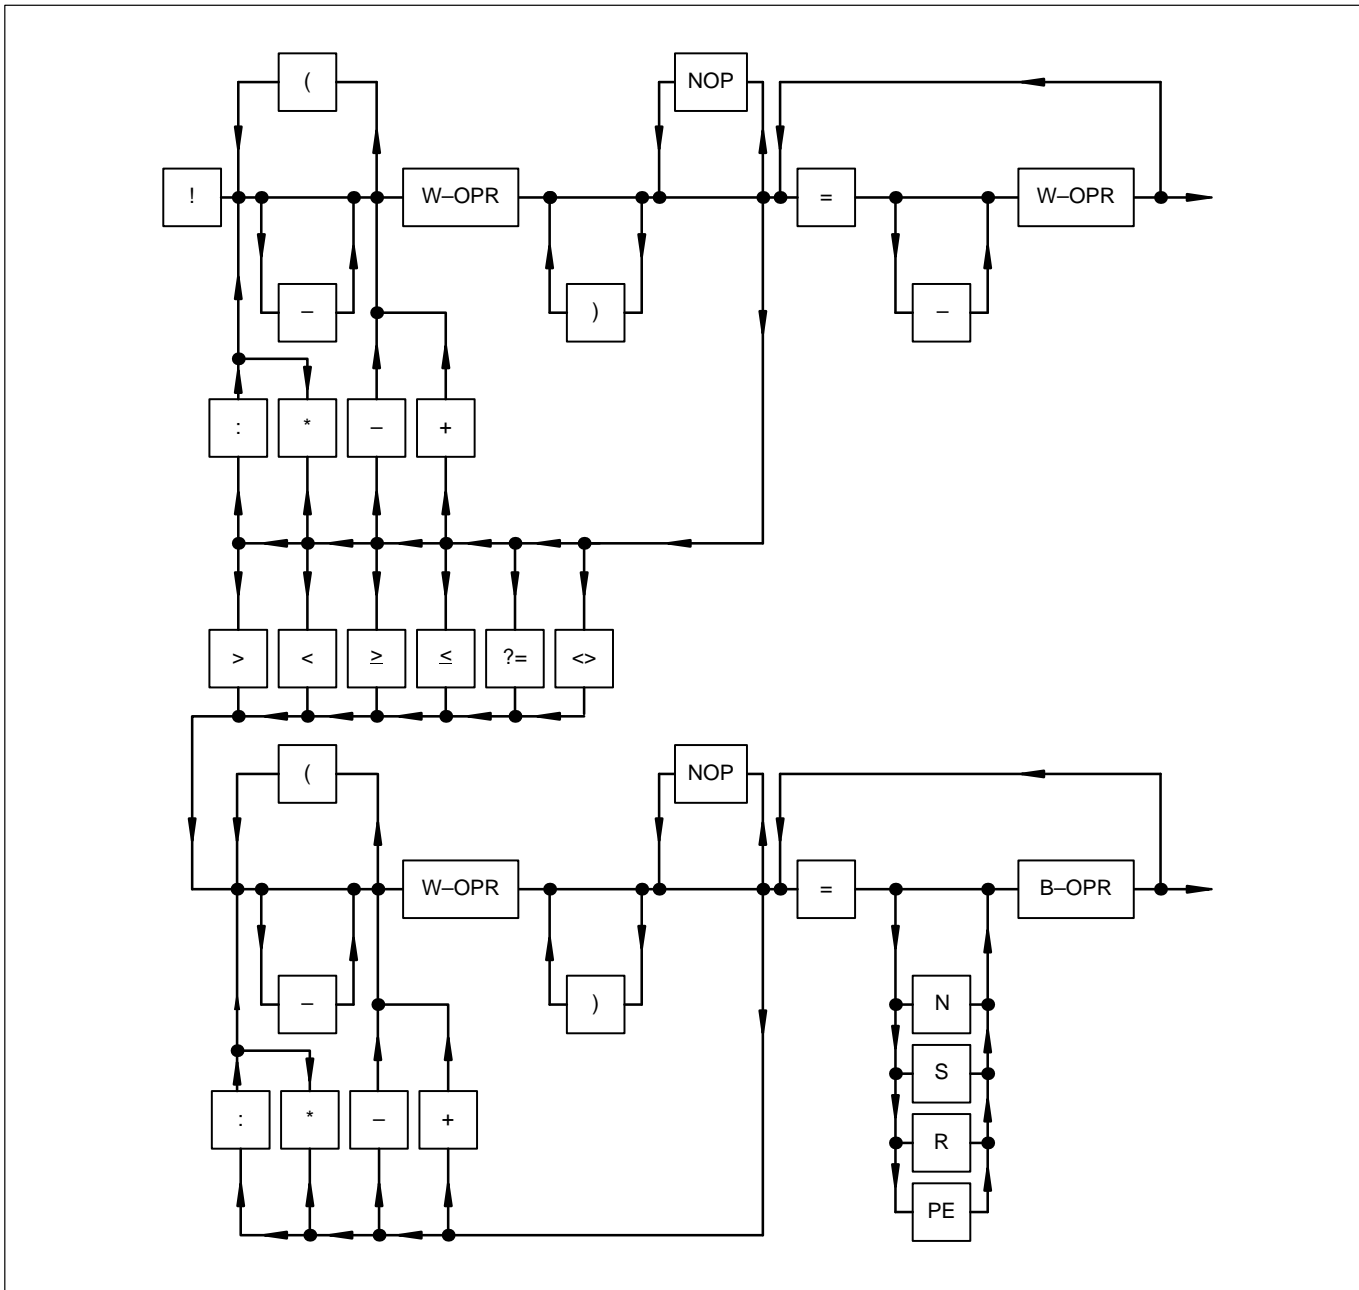 ( NOP
! W–OPR = W–OPR
– ) –
: * – +
> < ≥ ≤ ?= <>
( NOP
W–OPR = B–OPR
– ) N
S
: * – +
R
PE